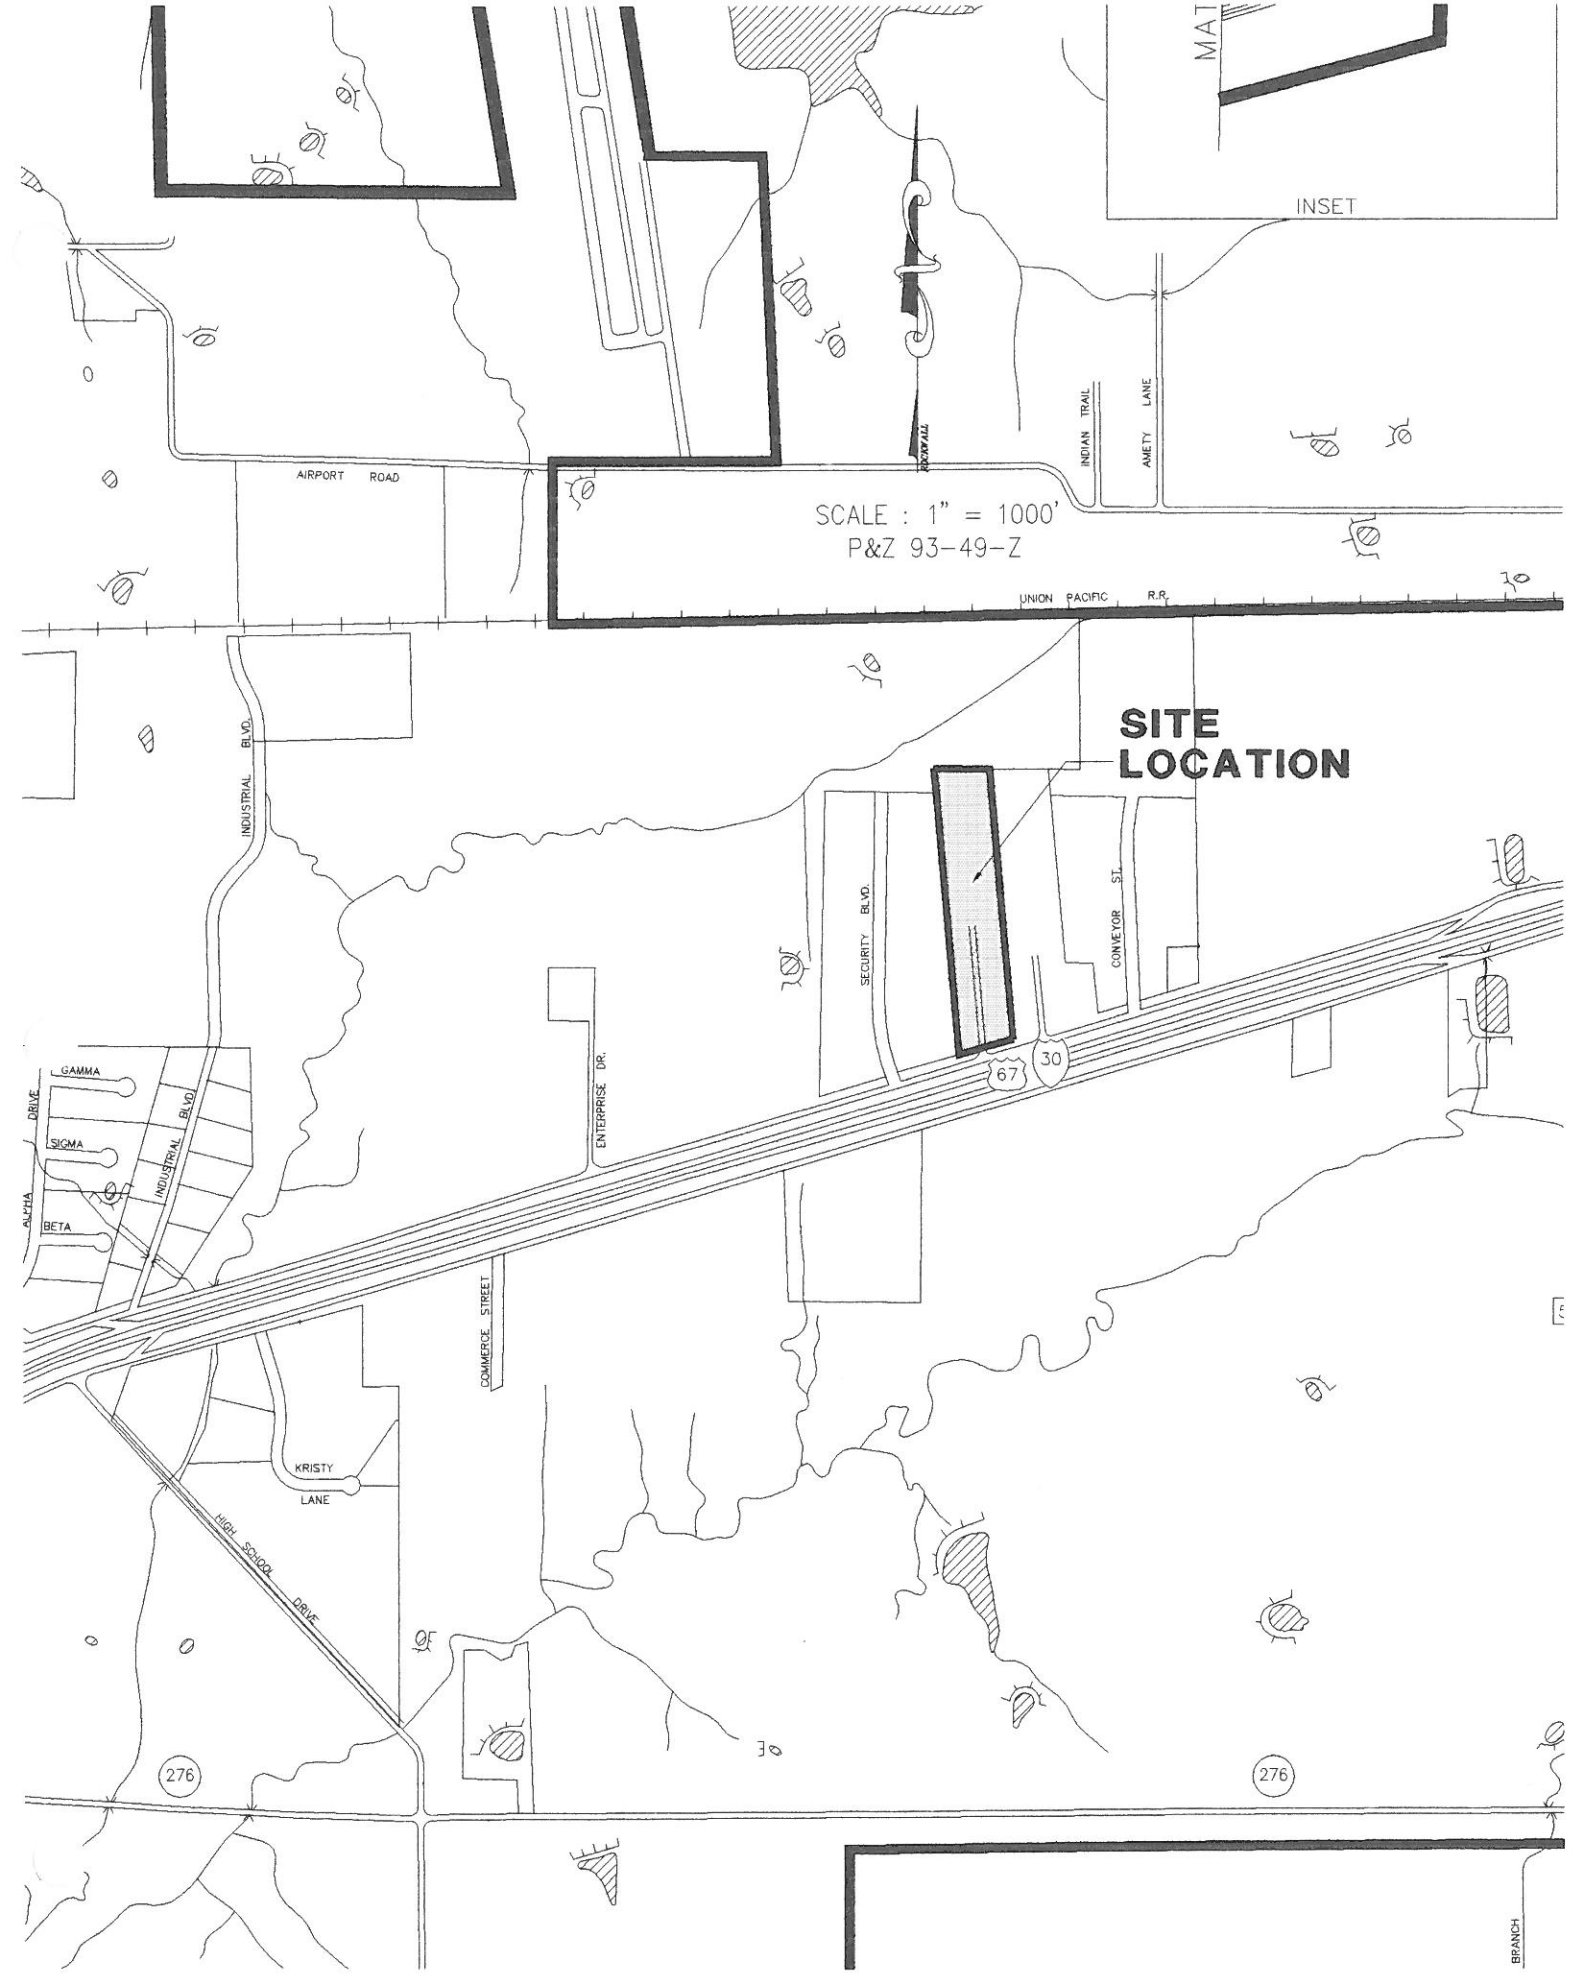 MAT
INSET
INDIAN TRAIL
AMETY LANE
AIRPORT ROAD
ROCKWALL
SCALE : 1" = 1000'
P&Z 93-49-Z
UNION PACIFIC R.R.
INDUSTRIAL BLVD.
SITE
LOCATION
SECURITY BLVD.
CONVEYOR ST.
ENTERPRISE DR.
67
30
GAMMA
DRIVE
SIGMA
INDUSTRIAL BLVD
ALPHA
BETA
COMMERCE STREET
5
KRISTY
LANE
HIGH SCHOOL DRIVE
276
276
BRANCH